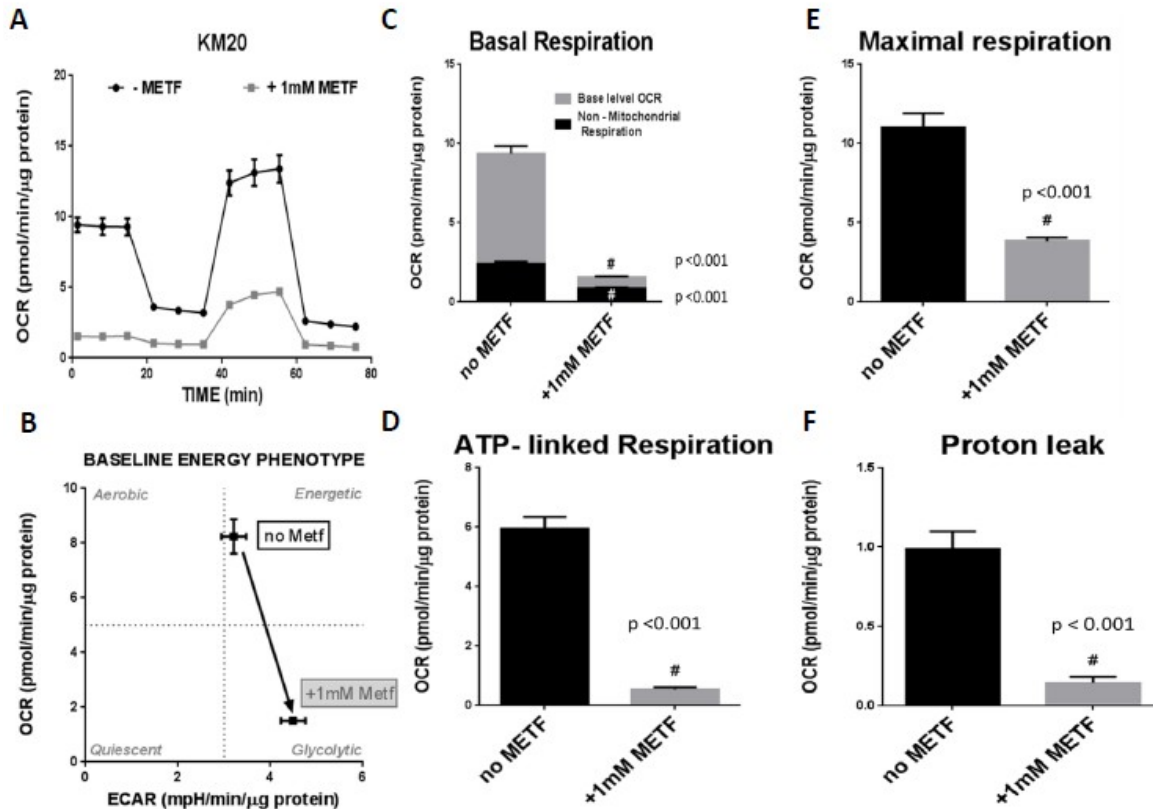 A
KM20
OCR (pmol/min/µg protein)
20
15
10
5
0
- METF
+ 1mM METF
0
20
40
60
80
TIME (min)
B
BASELINE ENERGY PHENOTYPE
OCR (pmol/min/µg protein)
10
8
6
4
2
0
Aerobic
Energetic
no Metf
+1mM Metf
Quiescent
Glycolytic
0
2
4
6
ECAR (mpH/min/µg protein)
C
Basal Respiration
OCR (pmol/min/µg protein)
15
10
5
0
Base lelvel OCR
Non - Mitochondrial
Respiration
#
p <0.001
#
p <0.001
no METF
+1mM METF
D
ATP- linked Respiration
OCR (pmol/min/µg protein)
8
6
4
2
0
p <0.001
#
no METF
+1mM METF
E
Maximal respiration
OCR (pmol/min/µg protein)
15
10
5
0
p <0.001
#
no METF
+1mM METF
F
Proton leak
OCR (pmol/min/µg protein)
1.5
1.0
0.5
0.0
p < 0.001
#
no METF
+1mM METF